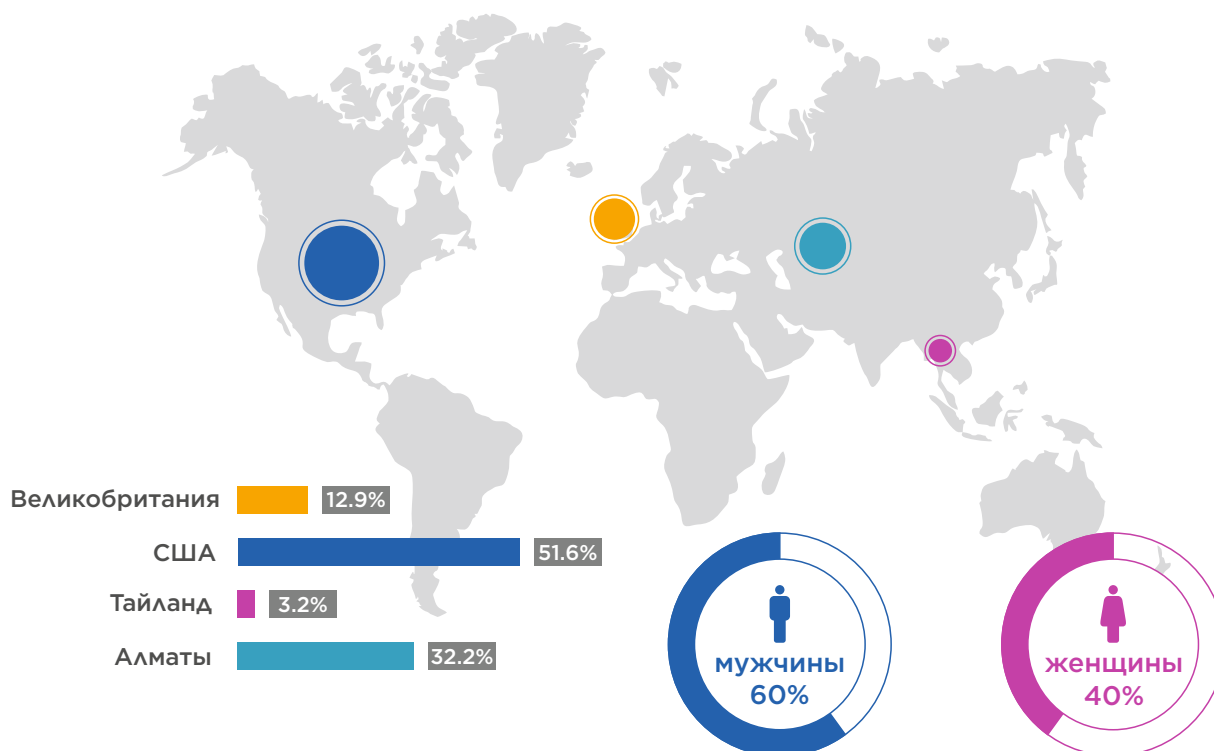 Великобритания 12.9%
США 51.6%
Тайланд 3.2%
Алматы 32.2%
мужчины
60%
женщины
40%